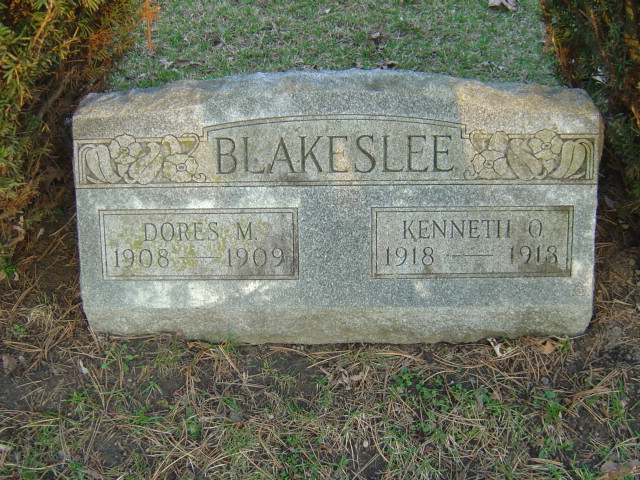 BLAKESLEE
DORES M.
1908 — 1909
KENNETH O.
1918 — 1918